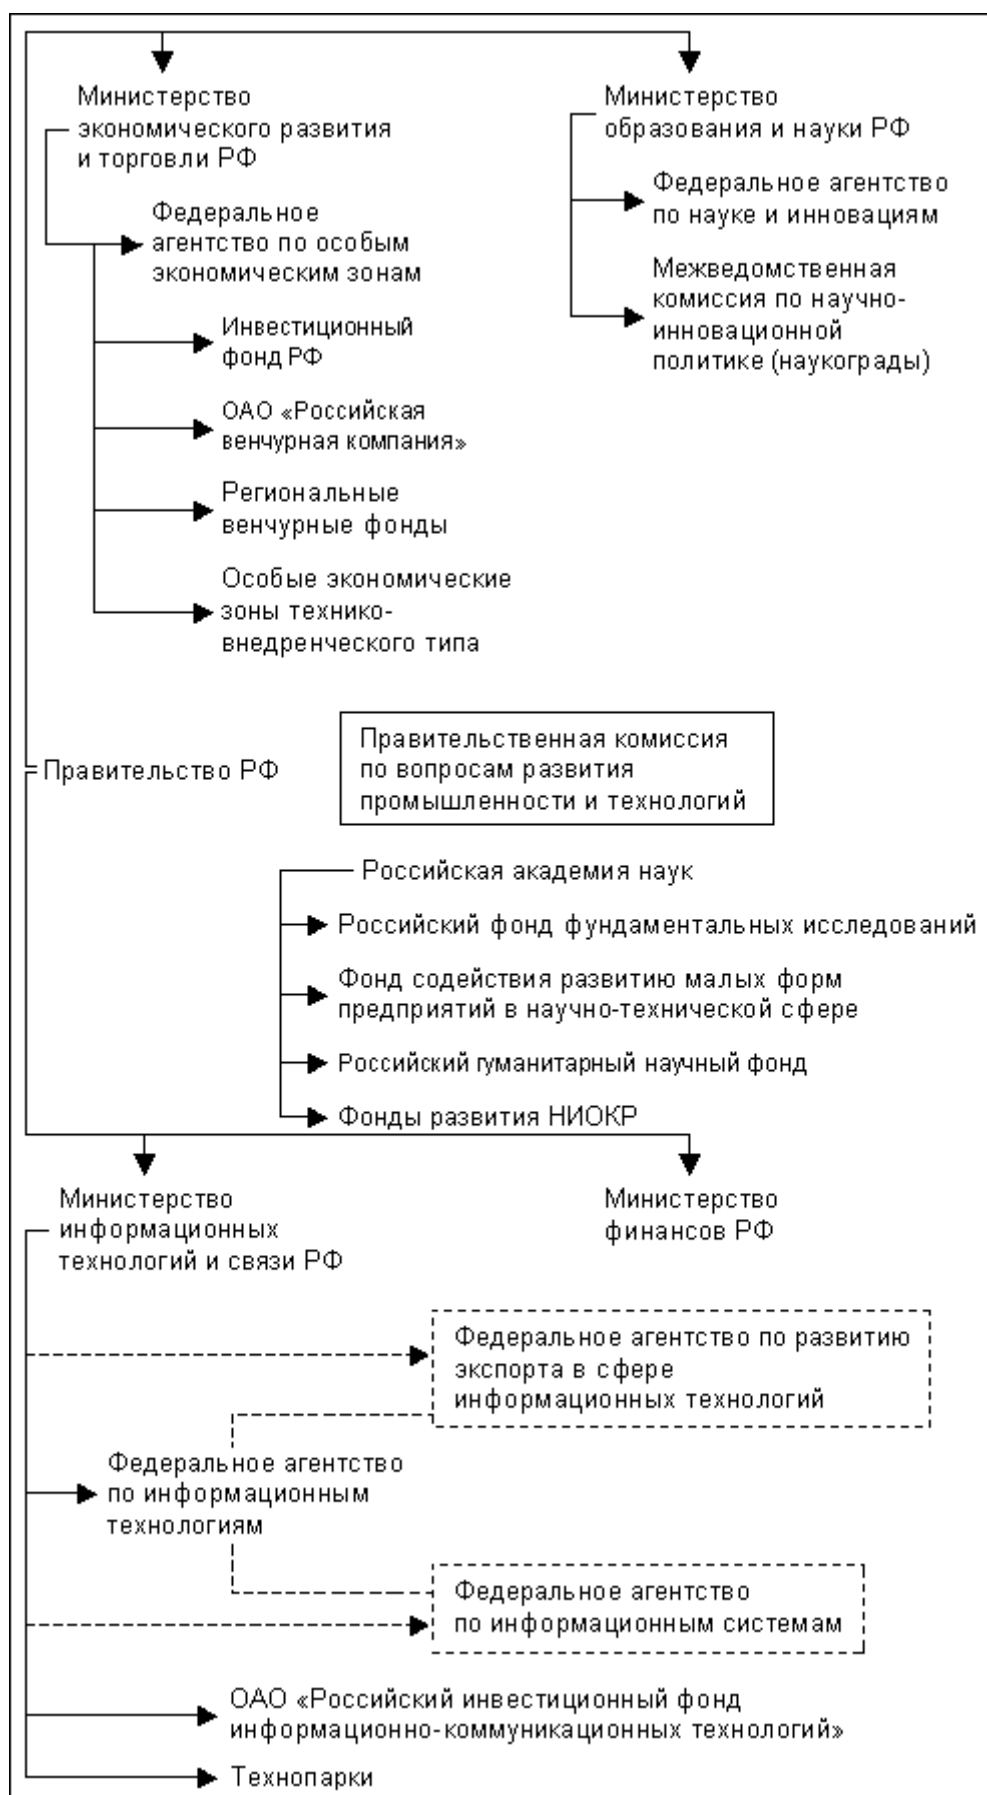 Министерство
экономического развития
и торговли РФ
Министерство
образования и науки РФ
Федеральное
агентство по особым
экономическим зонам
Федеральное агентство
по науке и инновациям
Инвестиционный
фонд РФ
Межведомственная
комиссия по научно-
инновационной
политике (наукограды)
ОАО «Российская
венчурная компания»
Региональные
венчурные фонды
Особые экономические
зоны технико-
внедренческого типа
Правительство РФ
Правительственная комиссия
по вопросам развития
промышленности и технологий
Российская академия наук
Российский фонд фундаментальных исследований
Фонд содействия развитию малых форм
предприятий в научно-технической сфере
Российский гуманитарный научный фонд
Фонды развития НИОКР
Министерство
информационных
технологий и связи РФ
Министерство
финансов РФ
Федеральное агентство по развитию
экспорта в сфере
информационных технологий
Федеральное агентство
по информационным
технологиям
Федеральное агентство
по информационным системам
ОАО «Российский инвестиционный фонд
информационно-коммуникационных технологий»
Технопарки